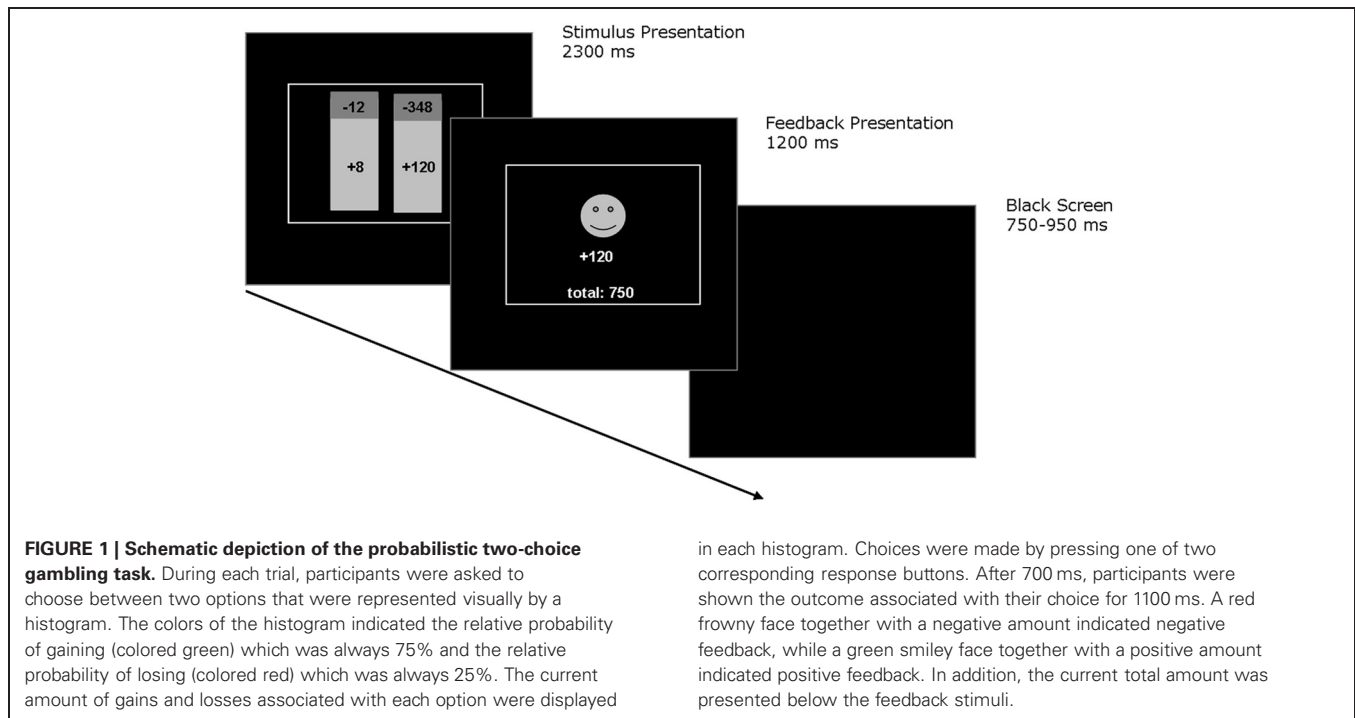 Stimulus Presentation
2300 ms
-12 -348
+8 +120
Feedback Presentation
1200 ms
+120
total: 750
Black Screen
750-950 ms
FIGURE 1 | Schematic depiction of the probabilistic two-choice
gambling task. During each trial, participants were asked to
choose between two options that were represented visually by a
histogram. The colors of the histogram indicated the relative probability
of gaining (colored green) which was always 75% and the relative
probability of losing (colored red) which was always 25%. The current
amount of gains and losses associated with each option were displayed
in each histogram. Choices were made by pressing one of two
corresponding response buttons. After 700 ms, participants were
shown the outcome associated with their choice for 1100 ms. A red
frowny face together with a negative amount indicated negative
feedback, while a green smiley face together with a positive amount
indicated positive feedback. In addition, the current total amount was
presented below the feedback stimuli.